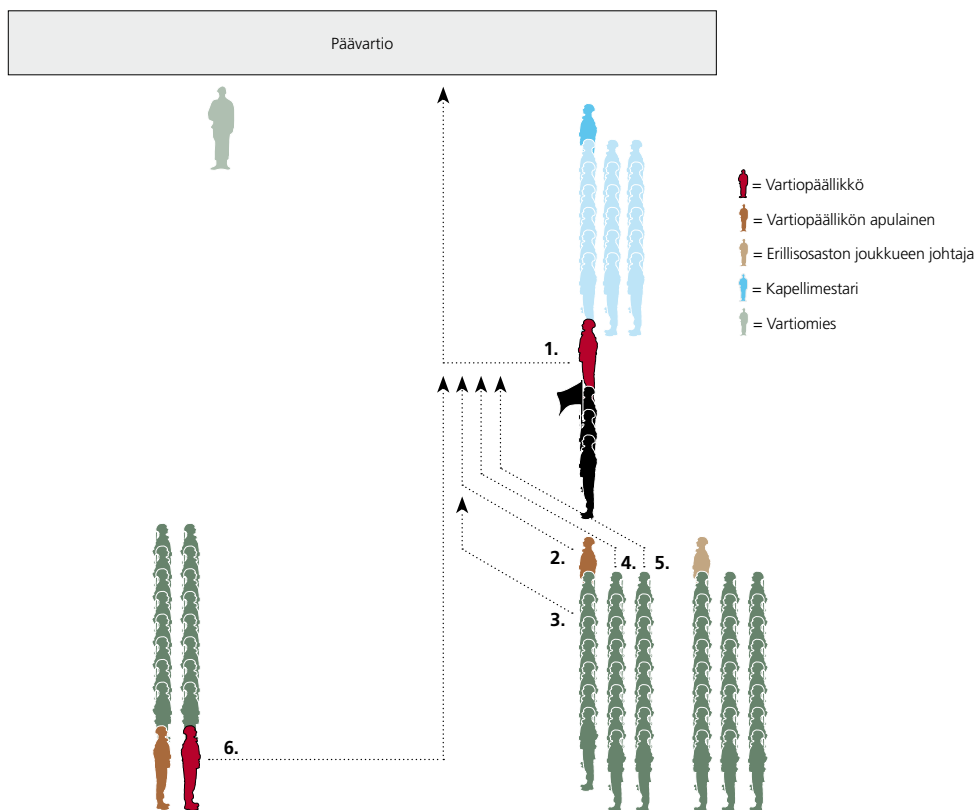 Päävartio
= Vartiopäällikkö
= Vartiopäällikön apulainen
= Erillisosaston joukkueen johtaja
= Kapellimestari
= Vartiomies
1.
2.
4.
5.
3.
6.